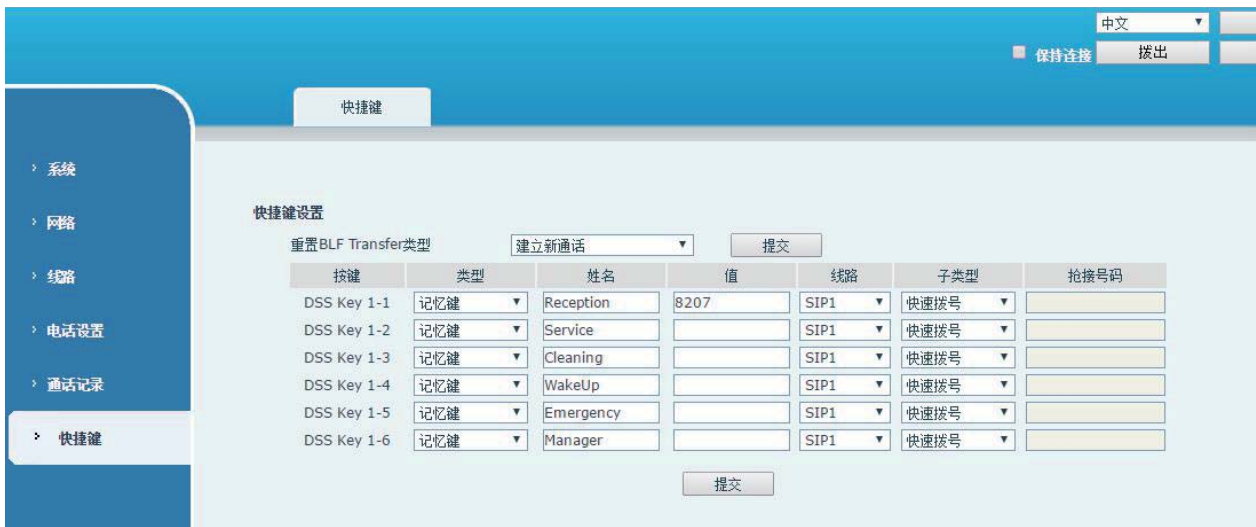 中文
保持连接 拨出
快捷键
系统
网络
线路
电话设置
通话记录
快捷键
快捷键设置
重置BLF Transfer类型 建立新通话 提交
按键 类型 姓名 值 线路 子类型 抢接号码
DSS Key 1-1 记忆键 Reception 8207 SIP1 快速拨号
DSS Key 1-2 记忆键 Service SIP1 快速拨号
DSS Key 1-3 记忆键 Cleaning SIP1 快速拨号
DSS Key 1-4 记忆键 WakeUp SIP1 快速拨号
DSS Key 1-5 记忆键 Emergency SIP1 快速拨号
DSS Key 1-6 记忆键 Manager SIP1 快速拨号
提交